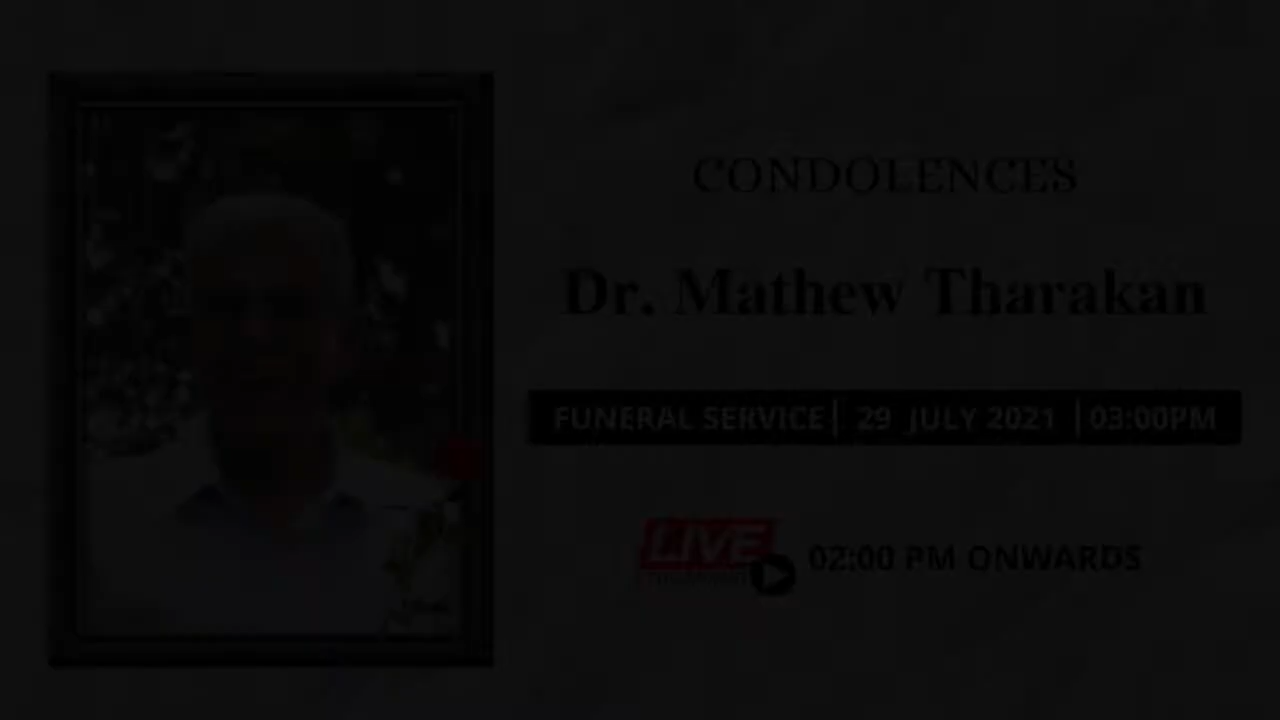 CONDOLENCES
Dr. Mathew Tharakan
FUNERAL SERVICE | 29 JULY 2021 | 03:00PM
LIVE
02:00 PM ONWARDS